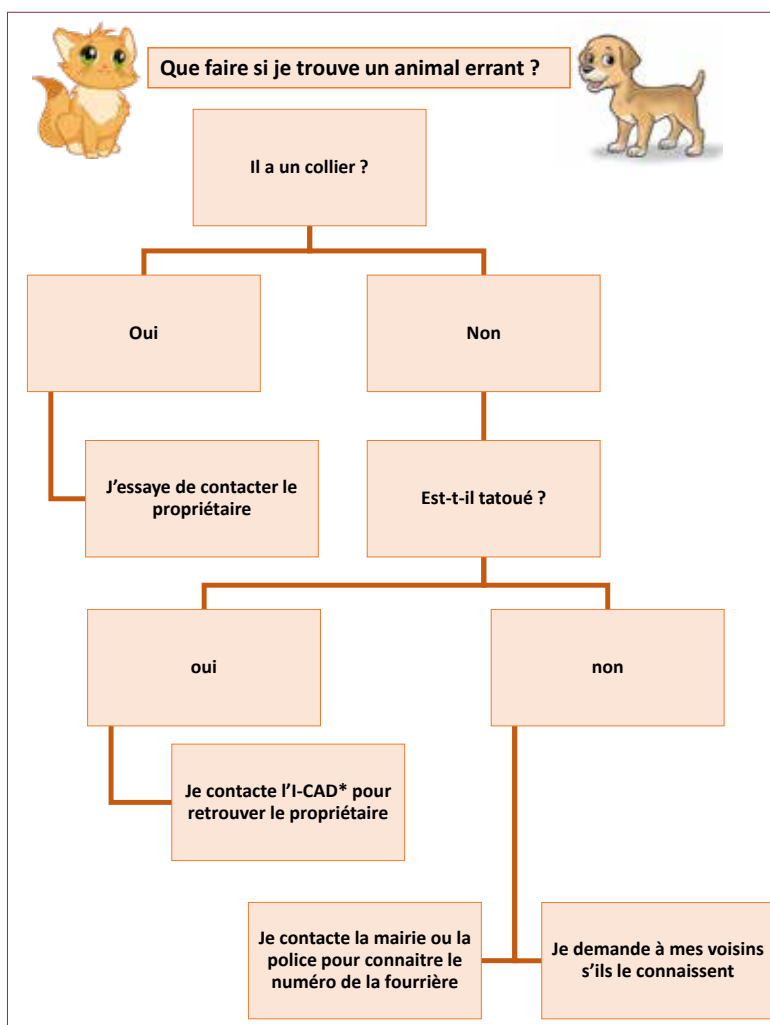 Que faire si je trouve un animal errant ?
Il a un collier ?
Oui
Non
J'essaye de contacter le
propriétaire
Est-t-il tatoué ?
oui
non
Je contacte l'I-CAD* pour
retrouver le propriétaire
Je contacte la mairie ou la
police pour connaitre le
numéro de la fourrière
Je demande à mes voisins
s'ils le connaissent